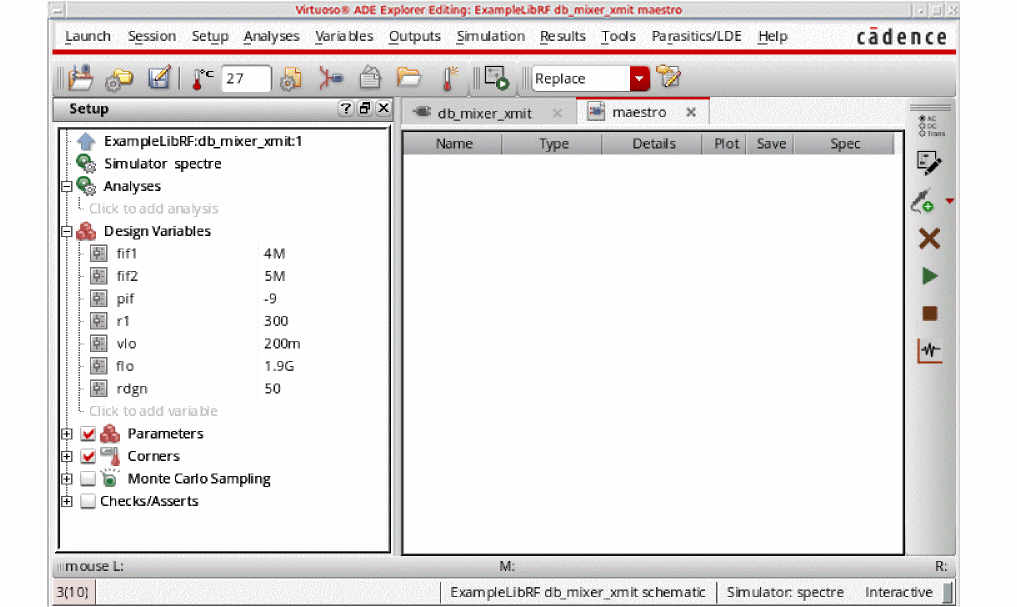 Virtuoso® ADE Explorer Editing: ExampleLibRF db_mixer_xmit maestro
Launch Session Setup Analyses Variables Outputs Simulation Results Tools Parasitics/LDE Help cādence
°C 27 Replace
Setup
db_mixer_xmit maestro
Name Type Details Plot Save Spec
AC
DC
Trans
ExampleLibRF:db_mixer_xmit:1
Simulator spectre
Analyses
Click to add analysis
Design Variables
fif1 4M
fif2 5M
pif -9
r1 300
vlo 200m
flo 1.9G
rdgn 50
Click to add variable
Parameters
Corners
Monte Carlo Sampling
Checks/Asserts
mouse L: M: R:
3(10) ExampleLibRF db_mixer_xmit schematic Simulator: spectre Interactive